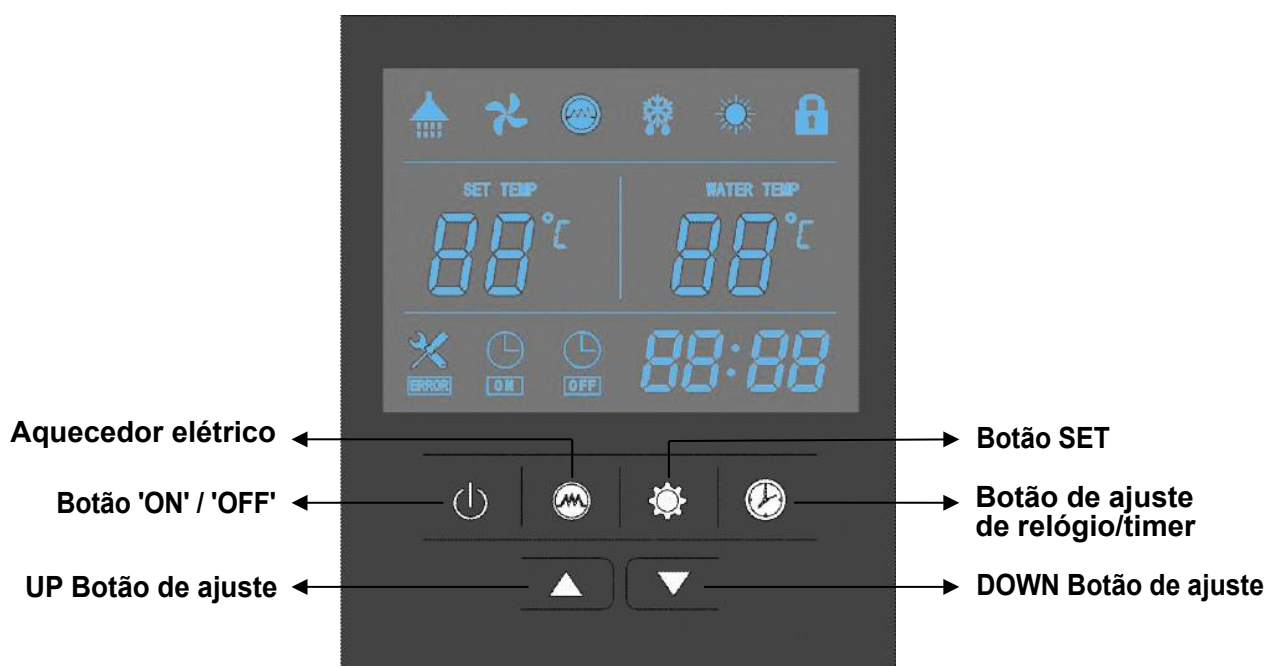 SET TEMP
WATER TEMP
88°C
88°C
ERROR
ON
OFF
88:88
Aquecedor elétrico
Botão SET
Botão 'ON' / 'OFF'
Botão de ajuste
de relógio/timer
UP Botão de ajuste
DOWN Botão de ajuste